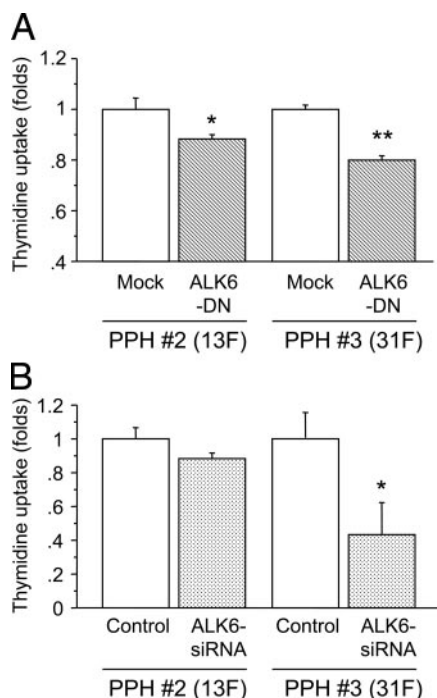 A
Thymidine uptake (folds)
1.2
1
.8
.6
.4
*
**
Mock ALK6 -DN Mock ALK6 -DN
PPH #2 (13F) PPH #3 (31F)
B
Thymidine uptake (folds)
1.2
1
.8
.6
.4
.2
0
*
Control ALK6- siRNA Control ALK6- siRNA
PPH #2 (13F) PPH #3 (31F)